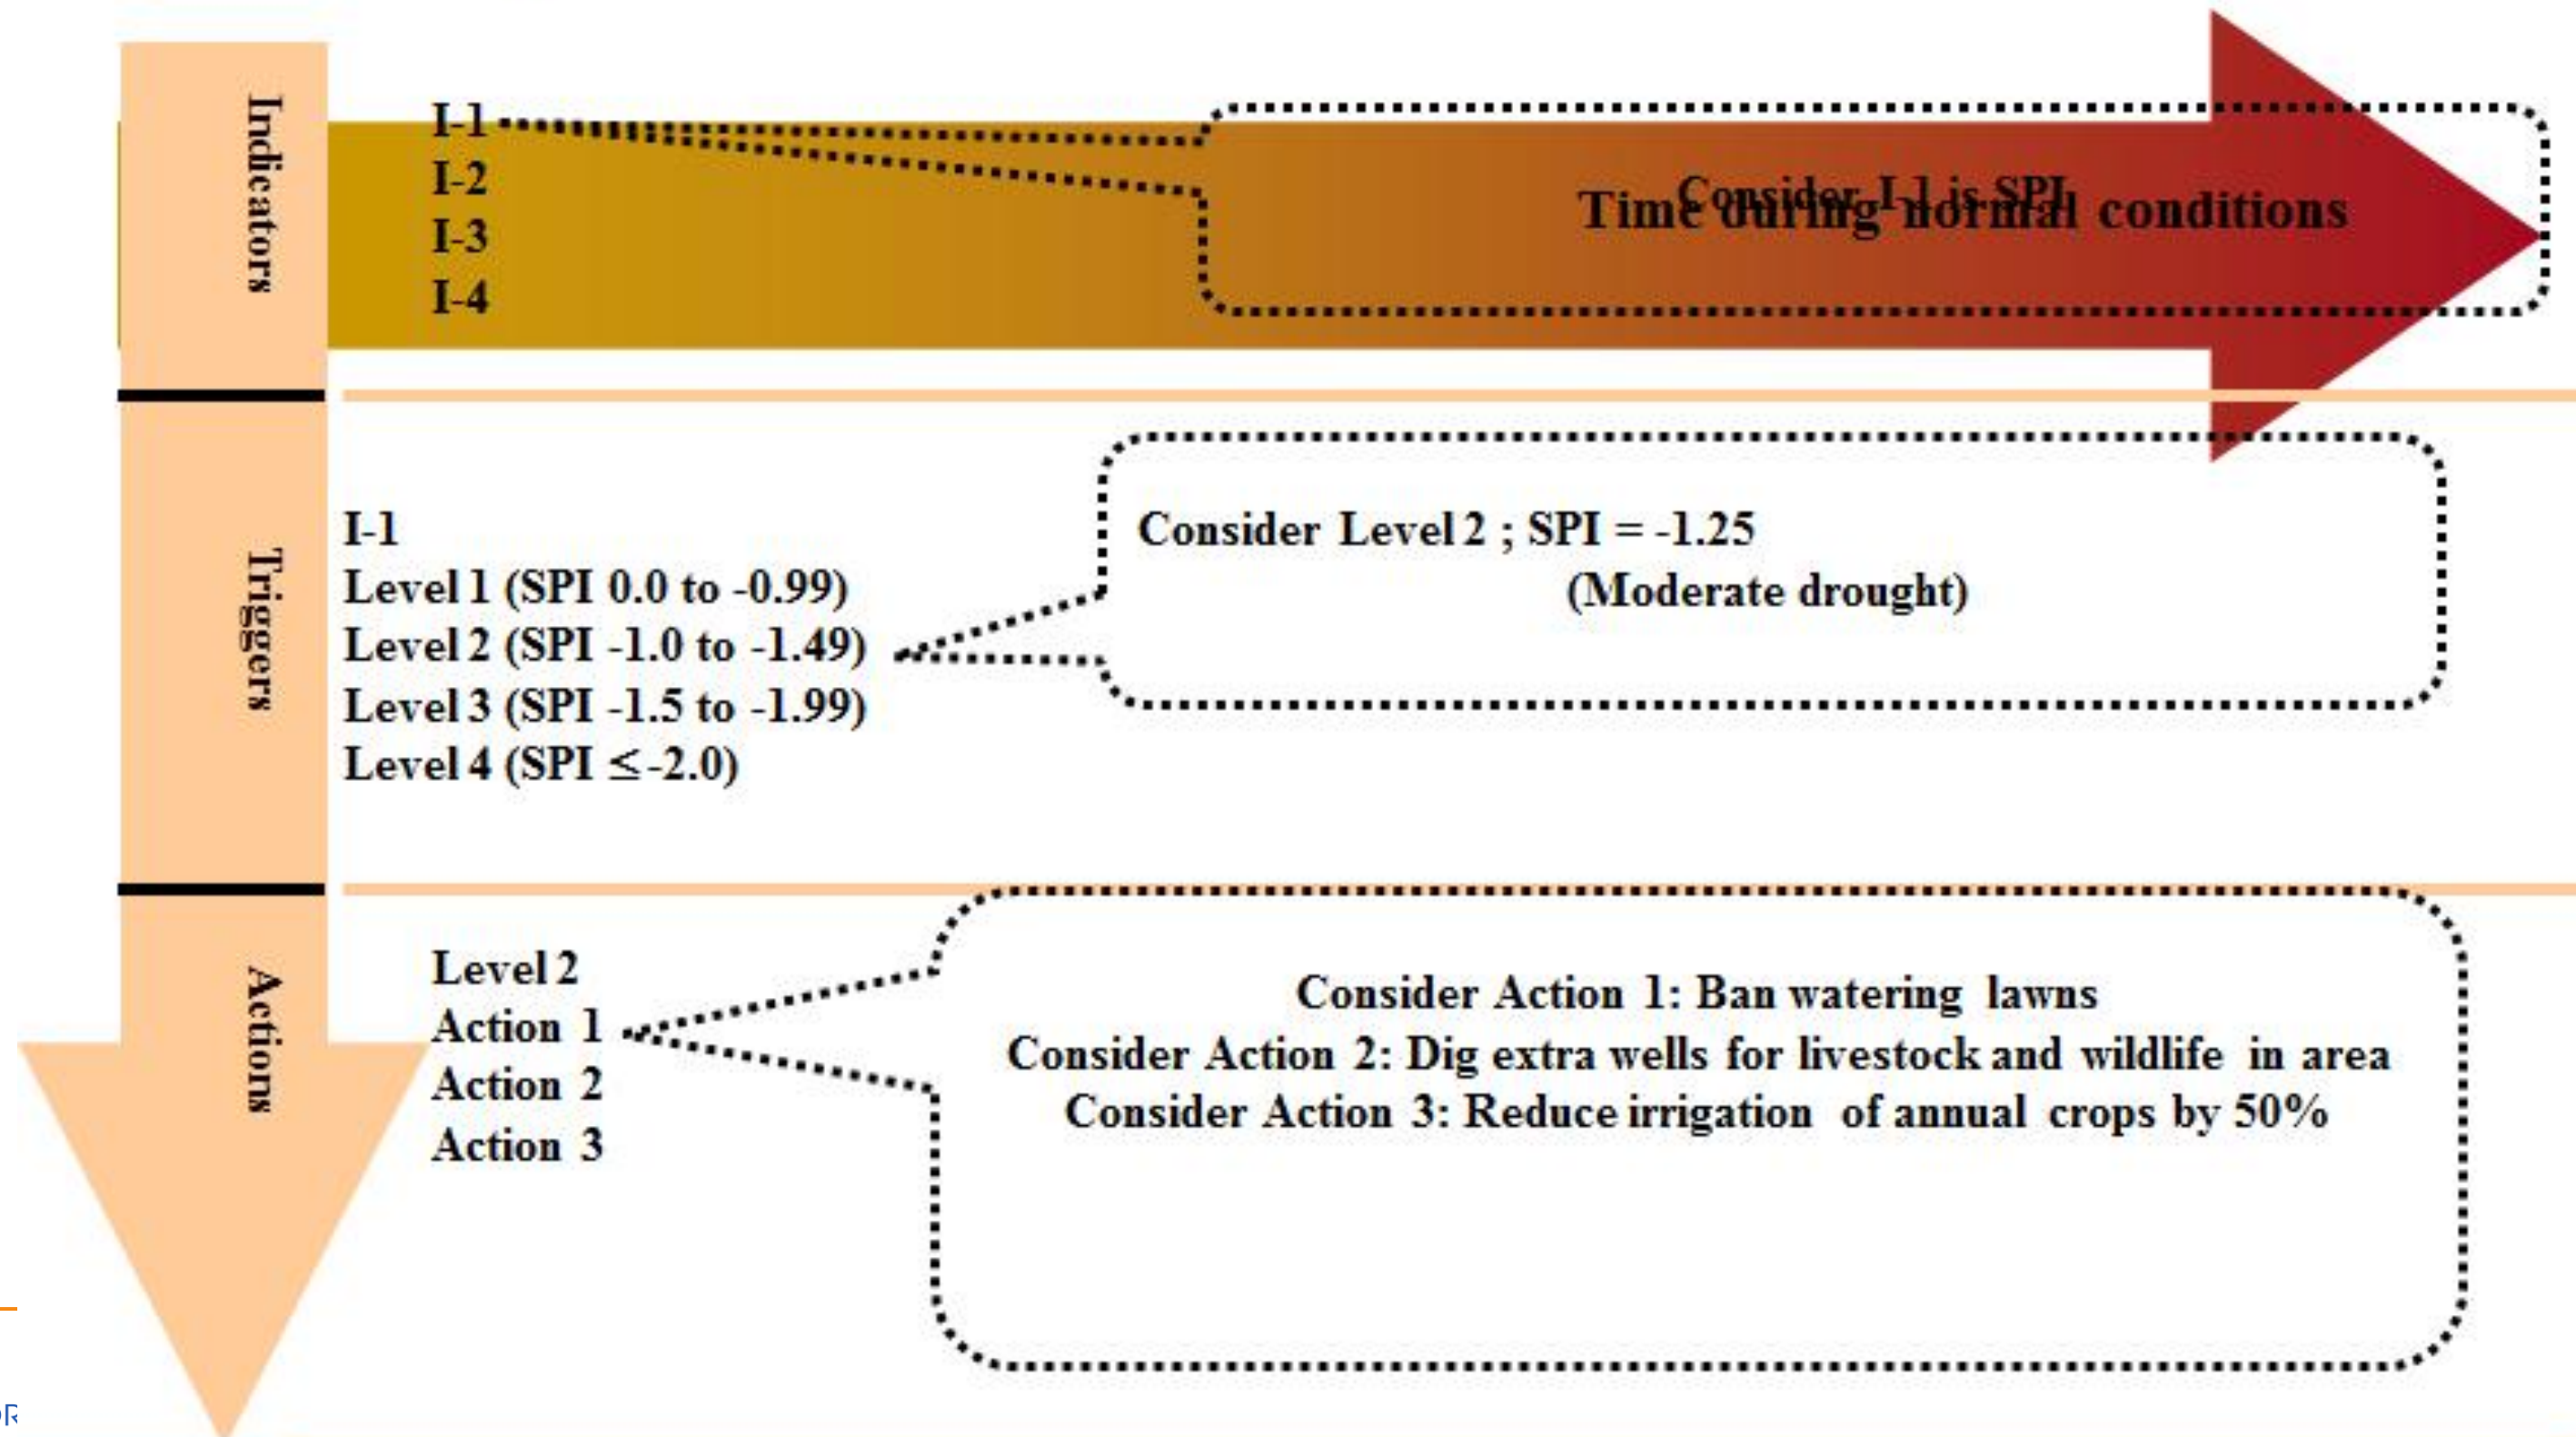 Indicators
I-1
I-2
I-3
I-4
Consider I-1 is SPI
Time during normal conditions
Triggers
I-1
Level 1 (SPI 0.0 to -0.99)
Level 2 (SPI -1.0 to -1.49)
Level 3 (SPI -1.5 to -1.99)
Level 4 (SPI ≤ -2.0)
Consider Level 2 ; SPI = -1.25
(Moderate drought)
Actions
Level 2
Action 1
Action 2
Action 3
Consider Action 1: Ban watering lawns
Consider Action 2: Dig extra wells for livestock and wildlife in area
Consider Action 3: Reduce irrigation of annual crops by 50%